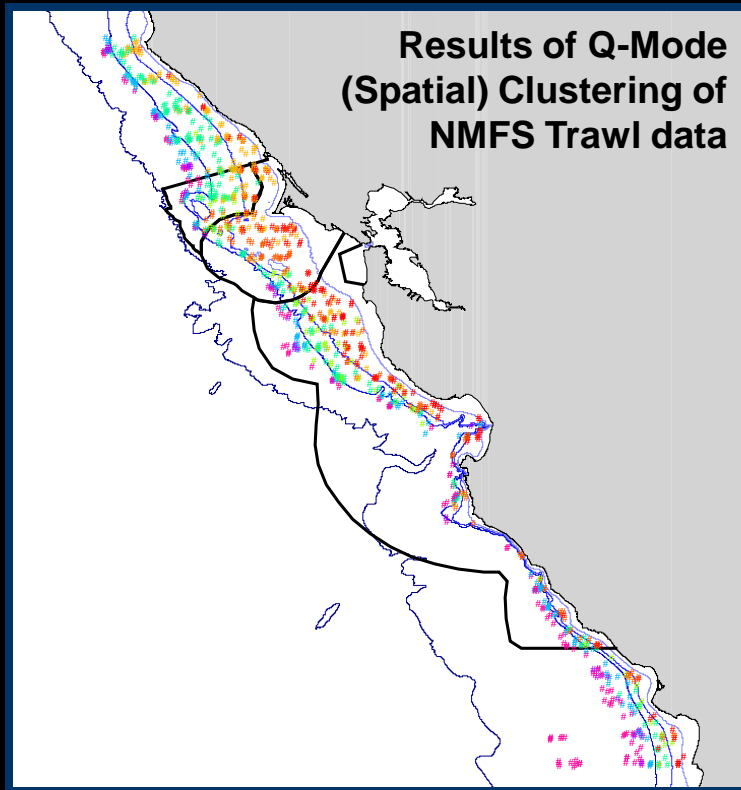 Results of Q-Mode
(Spatial) Clustering of
NMFS Trawl data